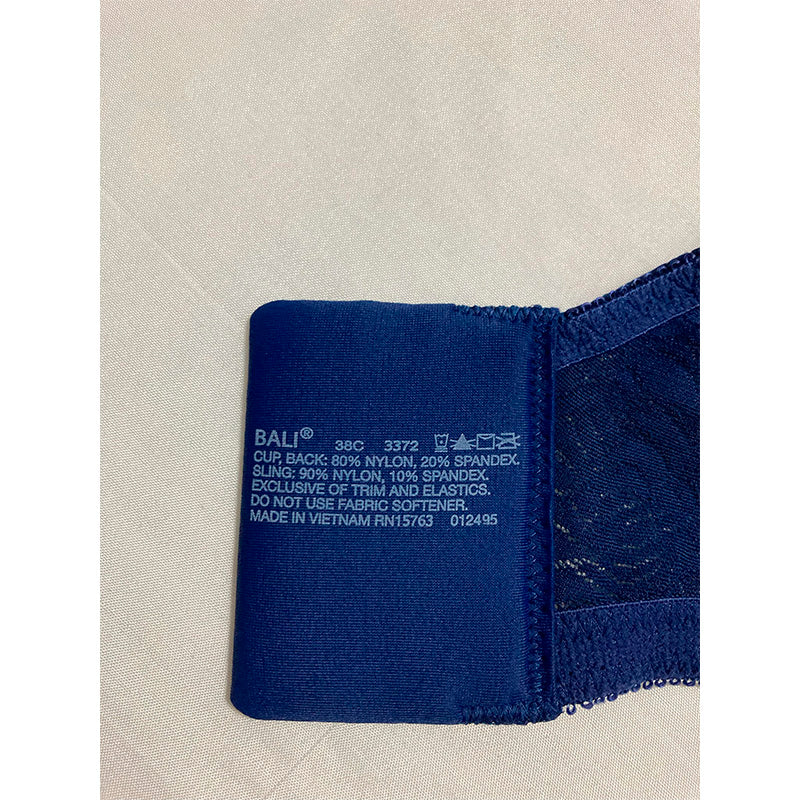 BALI® 38C 3372
CUP, BACK: 80% NYLON, 20% SPANDEX.
SLING: 90% NYLON, 10% SPANDEX.
EXCLUSIVE OF TRIM AND ELASTICS.
DO NOT USE FABRIC SOFTENER.
MADE IN VIETNAM RN15763 012495